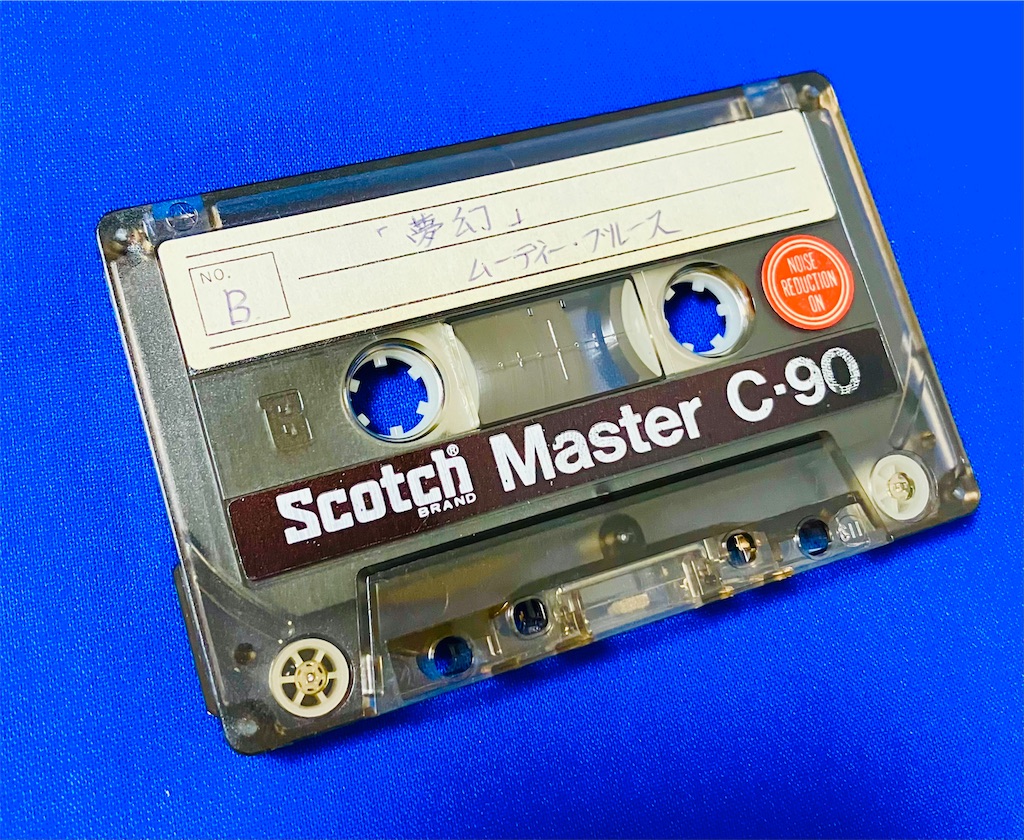 「夢幻」
ムーディー・ブルース
NO.
B
NOISE
REDUCTION
ON
B
Scotch® Master C-90
BRAND